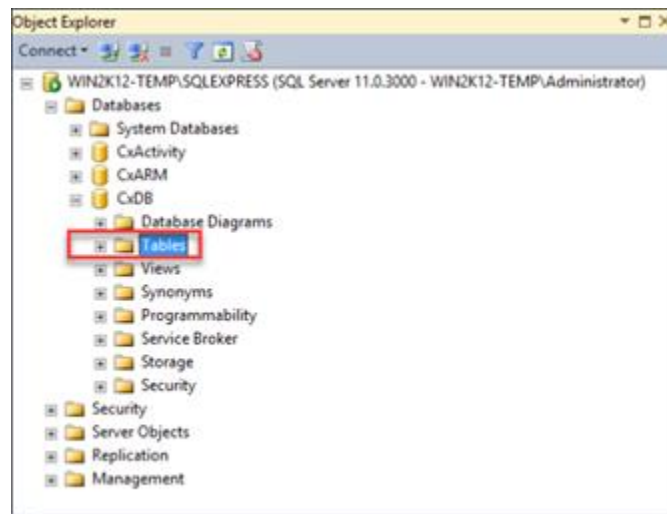 Object Explorer
Connect
WIN2K12-TEMP\SQLEXPRESS (SQL Server 11.0.3000 - WIN2K12-TEMP\Administrator)
Databases
System Databases
CxActivity
CxARM
CxDB
Database Diagrams
Tables
Views
Synonyms
Programmability
Service Broker
Storage
Security
Security
Server Objects
Replication
Management